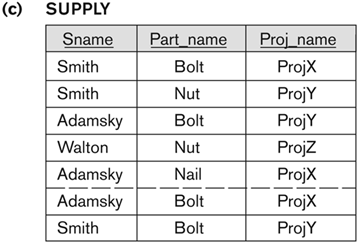 (c) SUPPLY
Sname Part_name Proj_name
Smith Bolt ProjX
Smith Nut ProjY
Adamsky Bolt ProjY
Walton Nut ProjZ
Adamsky Nail ProjX
Adamsky Bolt ProjX
Smith Bolt ProjY